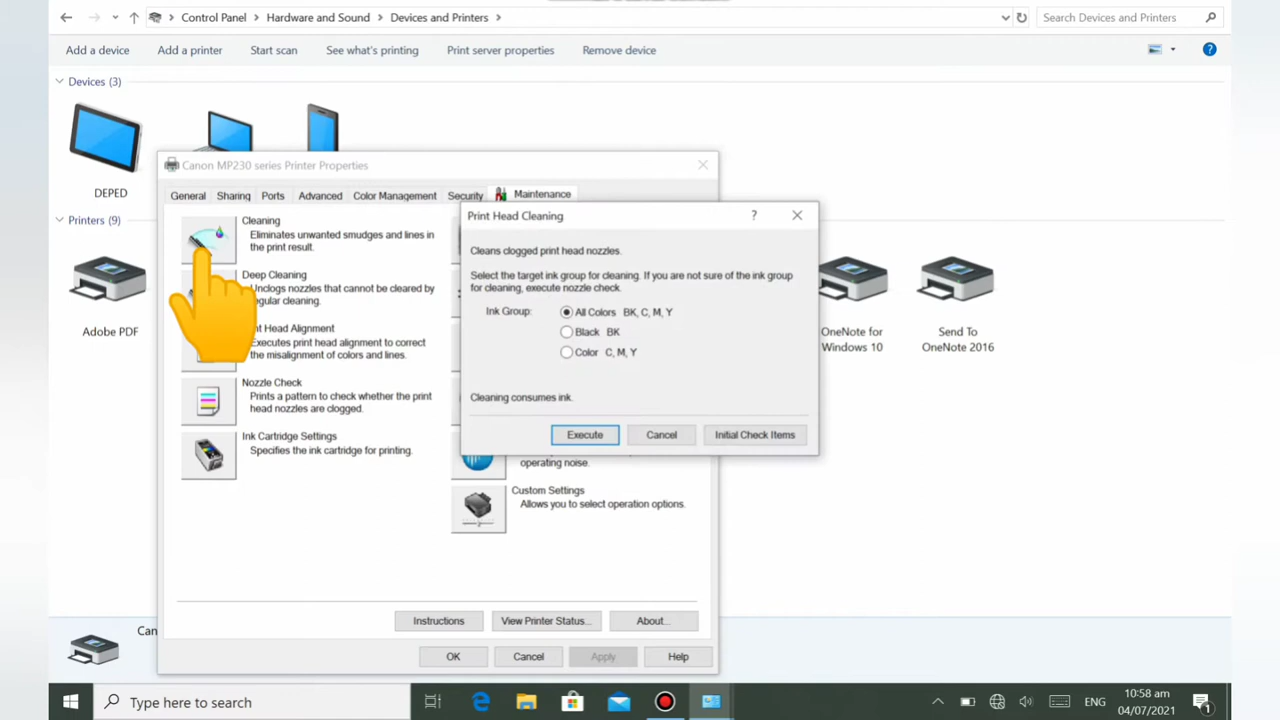 Control Panel > Hardware and Sound > Devices and Printers >
Search Devices and Printers
Add a device
Add a printer
Start scan
See what's printing
Print server properties
Remove device
Devices (3)
DEPED
Printers (9)
Adobe PDF
OneNote for
Windows 10
Send To
OneNote 2016
Can
Canon MP230 series Printer Properties
General
Sharing
Ports
Advanced
Color Management
Security
Maintenance
Cleaning
Eliminates unwanted smudges and lines in
the print result.
Deep Cleaning
Unclogs nozzles that cannot be cleared by
regular cleaning.
Head Alignment
Executes print head alignment to correct
the misalignment of colors and lines.
Nozzle Check
Prints a pattern to check whether the print
head nozzles are clogged.
Ink Cartridge Settings
Specifies the ink cartridge for printing.
operating noise.
Custom Settings
Allows you to select operation options.
Instructions
View Printer Status...
About...
OK
Cancel
Apply
Help
Print Head Cleaning
?
Cleans clogged print head nozzles.
Select the target ink group for cleaning. If you are not sure of the ink group
for cleaning, execute nozzle check.
Ink Group:
All Colors BK, C, M, Y
Black BK
Color C, M, Y
Cleaning consumes ink.
Execute
Cancel
Initial Check Items
Type here to search
ENG
10:58 am
04/07/2021
1